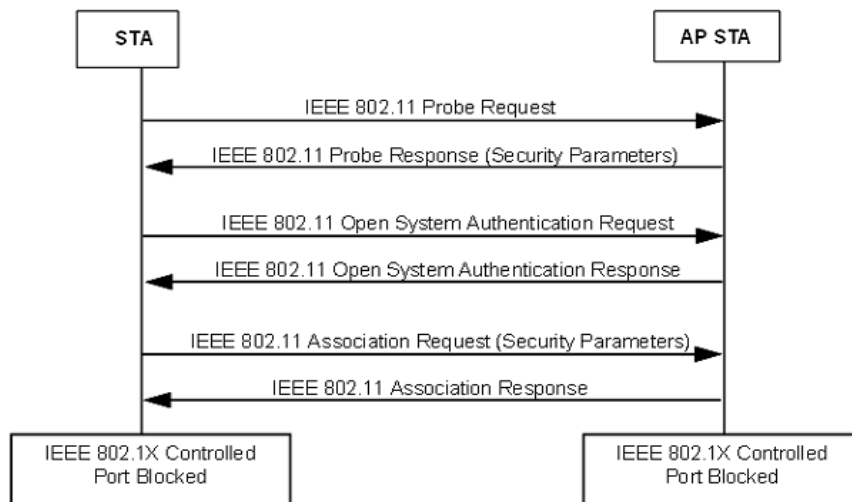 STA
AP STA
IEEE 802.11 Probe Request
IEEE 802.11 Probe Response (Security Parameters)
IEEE 802.11 Open System Authentication Request
IEEE 802.11 Open System Authentication Response
IEEE 802.11 Association Request (Security Parameters)
IEEE 802.11 Association Response
IEEE 802.1X Controlled
Port Blocked
IEEE 802.1X Controlled
Port Blocked